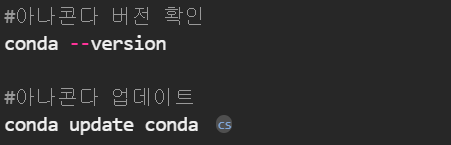 #아나콘다 버전 확인
conda --version
#아나콘다 업데이트
conda update conda cs